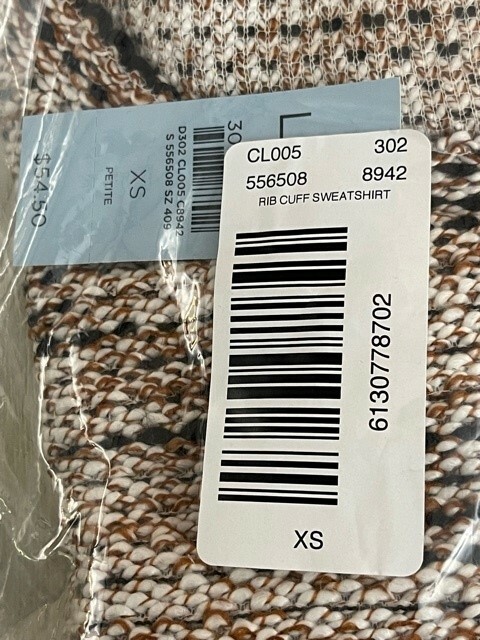 CL005 302
556508 8942
RIB CUFF SWEATSHIRT
6130778702
XS
L
30
D302 CL005 C8942
S 556508 SZ 409
XS
PETITE
$54.50